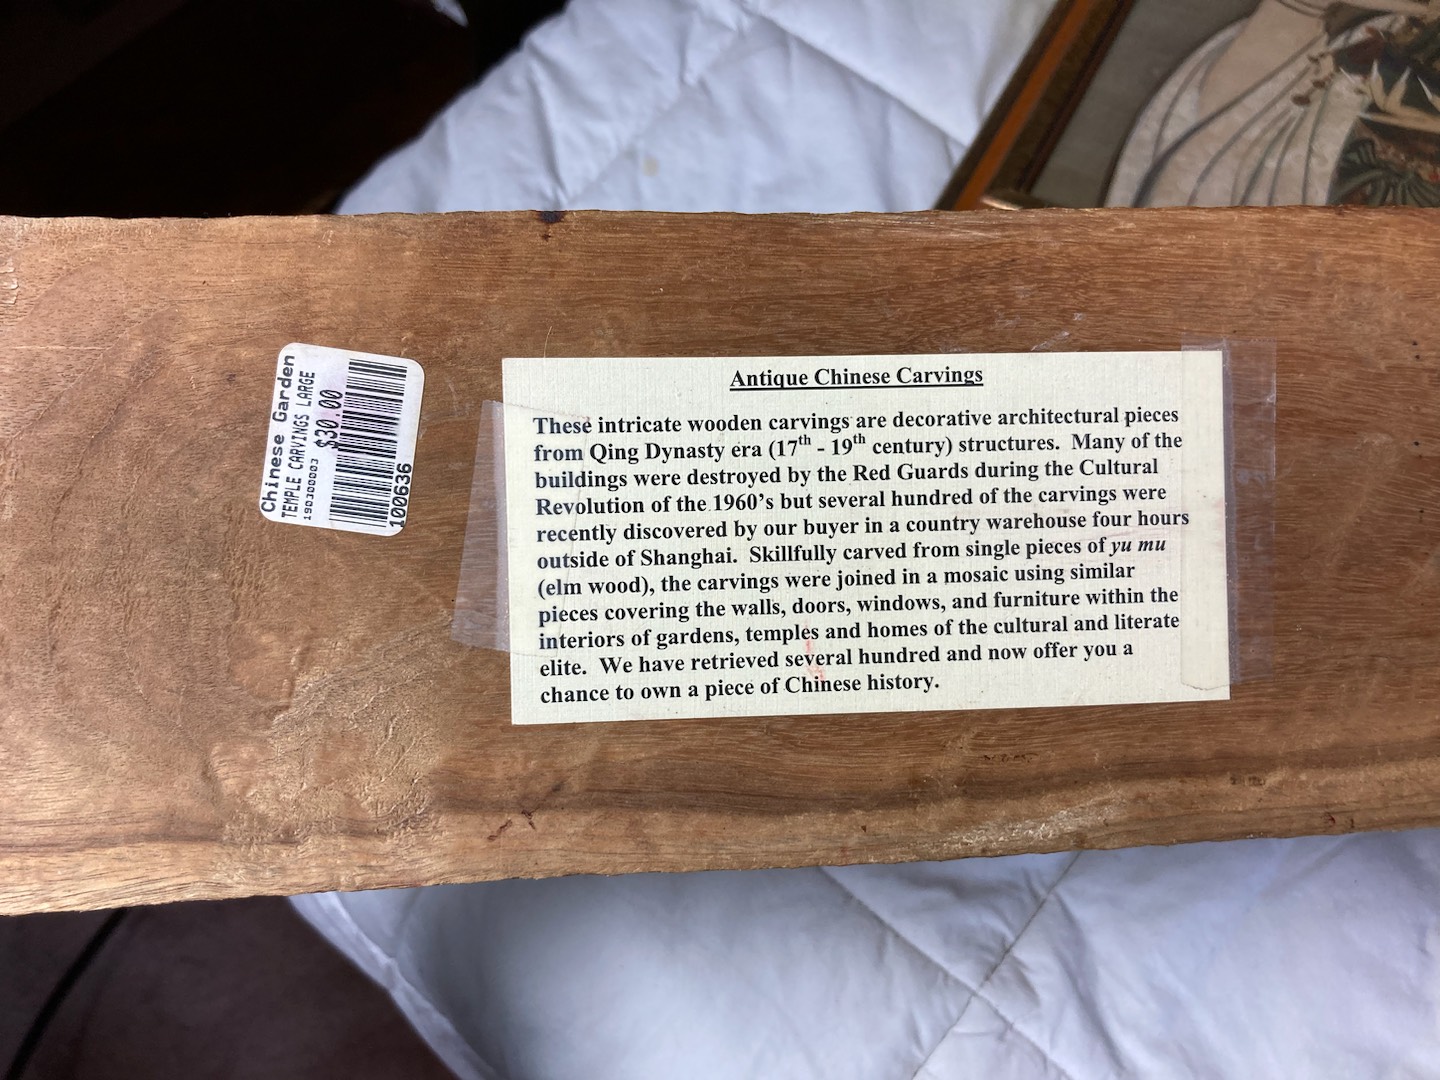 Chinese Garden
TEMPLE CARVINGS LARGE
190300003 $30.00
100636
Antique Chinese Carvings
These intricate wooden carvings are decorative architectural pieces
from Qing Dynasty era (17th - 19th century) structures. Many of the
buildings were destroyed by the Red Guards during the Cultural
Revolution of the 1960's but several hundred of the carvings were
recently discovered by our buyer in a country warehouse four hours
outside of Shanghai. Skillfully carved from single pieces of yu mu
(elm wood), the carvings were joined in a mosaic using similar
pieces covering the walls, doors, windows, and furniture within the
interiors of gardens, temples and homes of the cultural and literate
elite. We have retrieved several hundred and now offer you a
chance to own a piece of Chinese history.